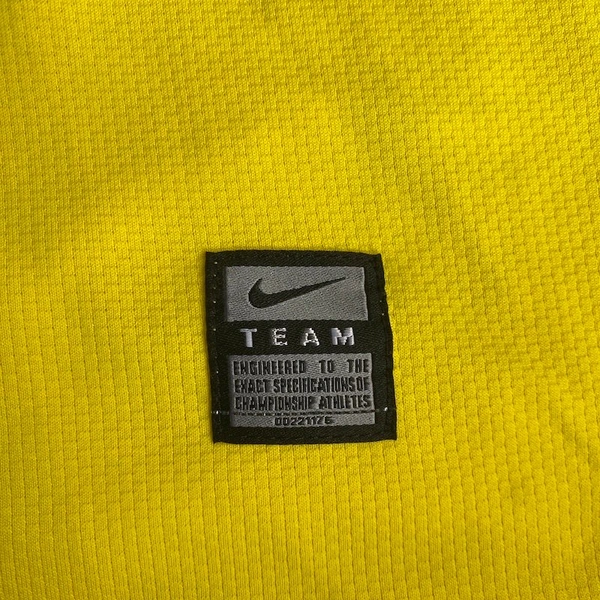 TEAM
ENGINEERED TO THE
EXACT SPECIFICATIONS OF
CHAMPIONSHIP ATHLETES
00221176